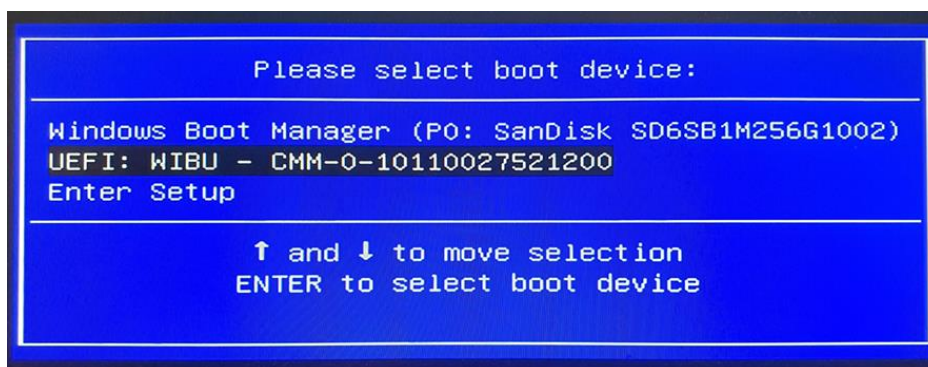 Please select boot device:
Windows Boot Manager (P0: SanDisk SD6SB1M256G1002)
UEFI: WIBU - CMM-0-10110027521200
Enter Setup
↑ and ↓ to move selection
ENTER to select boot device